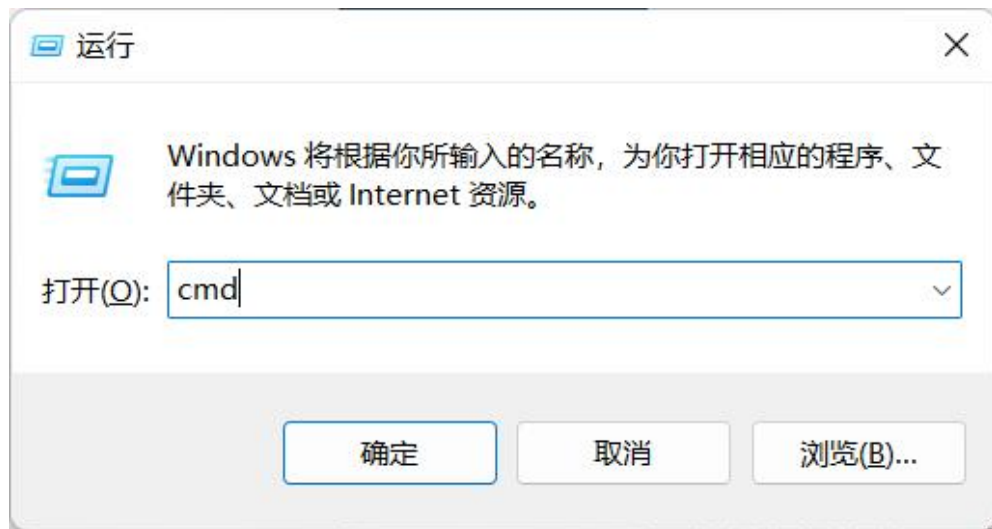 运行
Windows 将根据你所输入的名称，为你打开相应的程序、文
件夹、文档或 Internet 资源。
打开(O): cmd
确定 取消 浏览(B)...